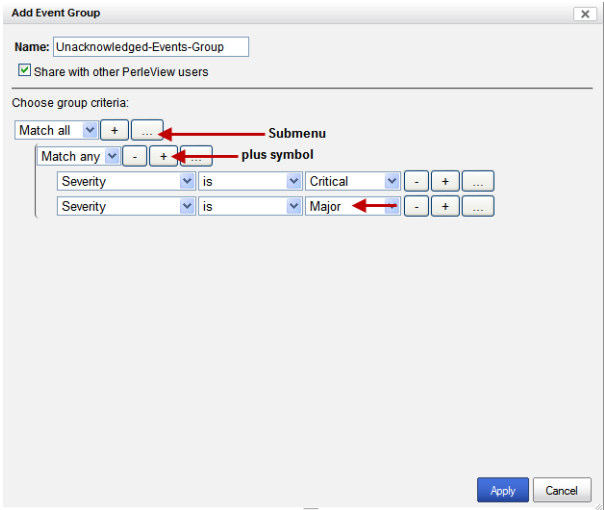 Add Event Group
Name: Unacknowledged-Events-Group
Share with other PerleView users
Choose group criteria:
Match all + ... Submenu
Match any - + ... plus symbol
Severity is Critical - + ...
Severity is Major - + ...
Apply Cancel